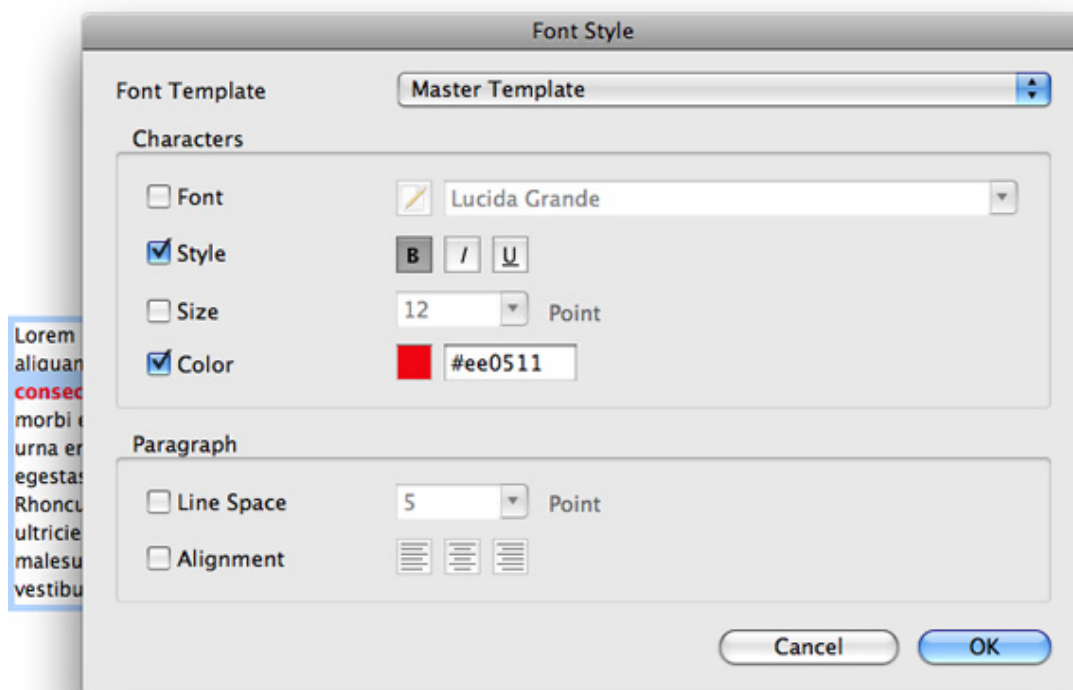 Font Style
Font Template Master Template
Characters
Font Lucida Grande
Style B I U
Size 12 Point
Color #ee0511
Paragraph
Line Space 5 Point
Alignment
Cancel OK
Lorem
aliquan
consec
morbi e
urna er
egestas
Rhoncu
ultricie
malesu
vestibu